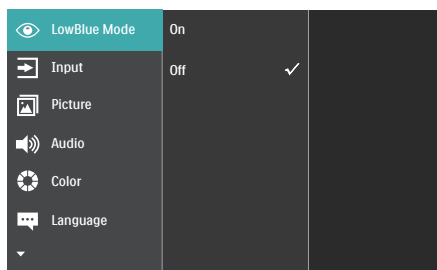 LowBlue Mode
On
Input
Off
Picture
Audio
Color
Language